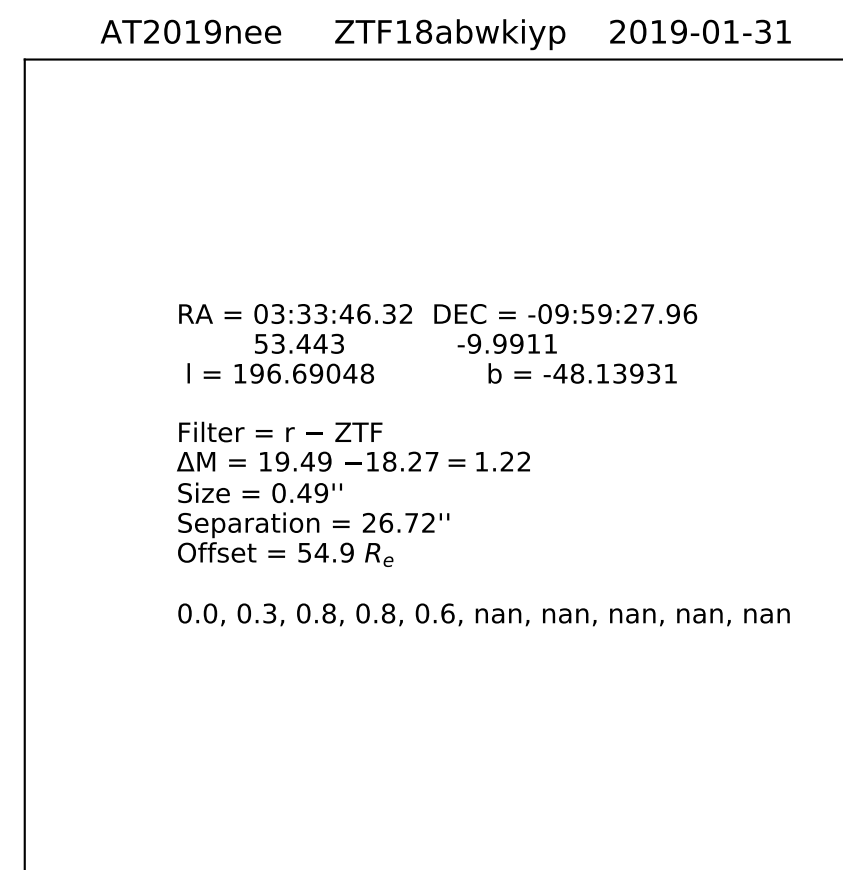 AT2019nee ZTF18abwkiyp 2019-01-31
RA = 03:33:46.32 DEC = -09:59:27.96
53.443 -9.9911
l = 196.69048 b = -48.13931
Filter = r − ZTF
ΔM = 19.49 −18.27 = 1.22
Size = 0.49''
Separation = 26.72''
Offset = 54.9 Re
0.0, 0.3, 0.8, 0.8, 0.6, nan, nan, nan, nan, nan